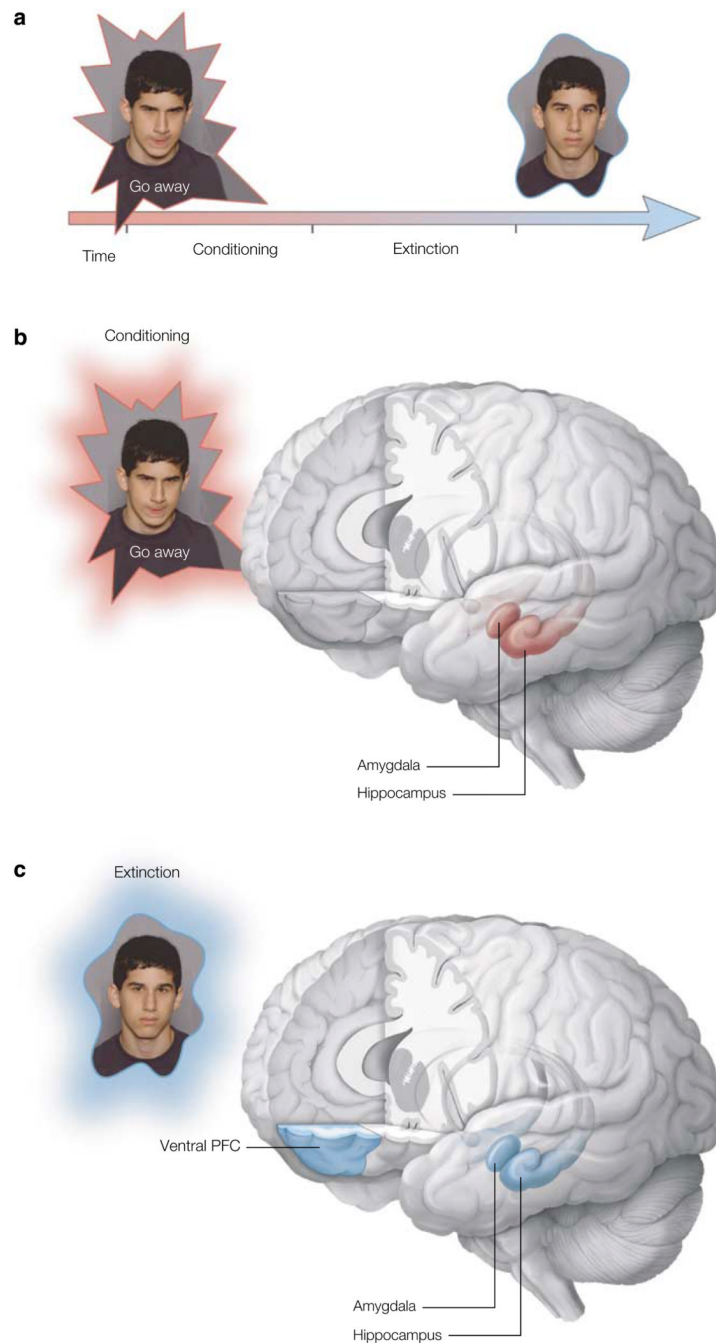 a
Go away
Time
Conditioning
Extinction
b
Conditioning
Go away
Amygdala
Hippocampus
c
Extinction
Ventral PFC
Amygdala
Hippocampus